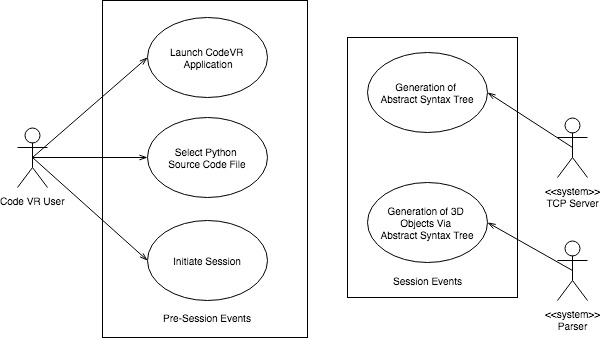 Launch CodeVR
Application
Select Python
Source Code File
Initiate Session
Pre-Session Events
Code VR User
Generation of
Abstract Syntax Tree
Generation of 3D
Objects Via
Abstract Syntax Tree
Session Events
<<system>>
TCP Server
<<system>>
Parser